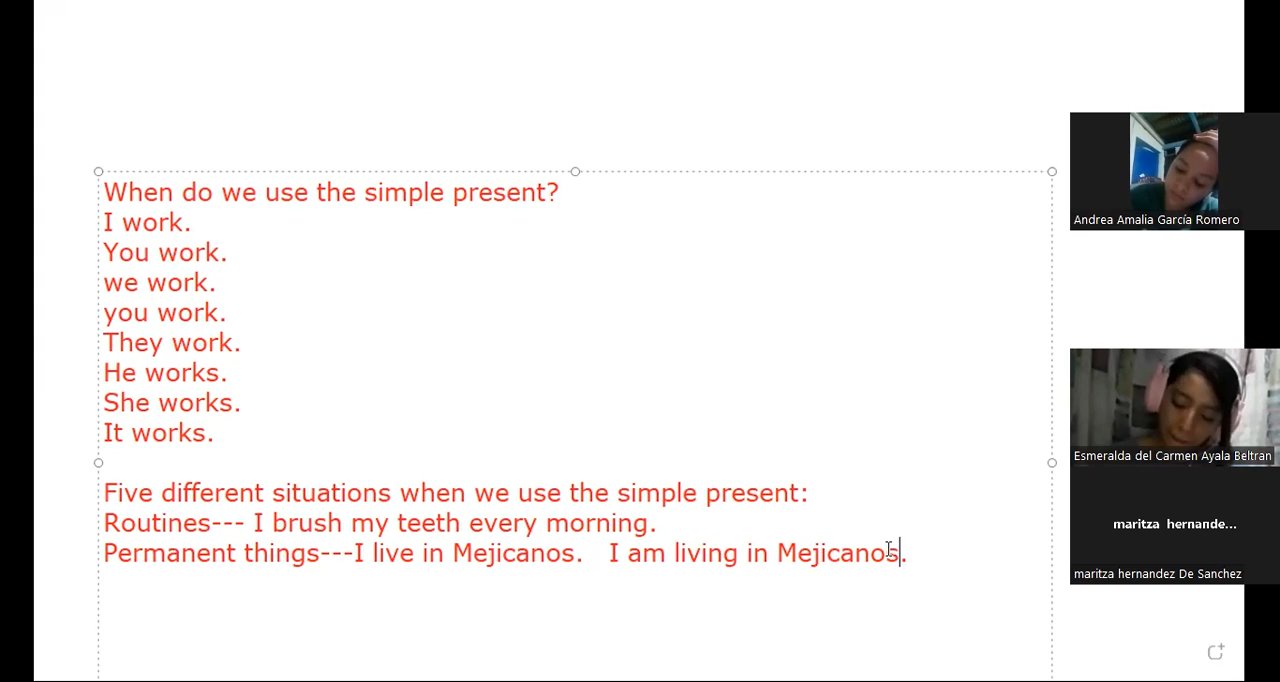 When do we use the simple present?
I work.
You work.
we work.
you work.
They work.
He works.
She works.
It works.
Five different situations when we use the simple present:
Routines--- I brush my teeth every morning.
Permanent things---I live in Mejicanos.   I am living in Mejicanos.
Andrea Amalia García Romero
Esmeralda del Carmen Ayala Beltran
maritza hernande...
maritza hernandez De Sanchez